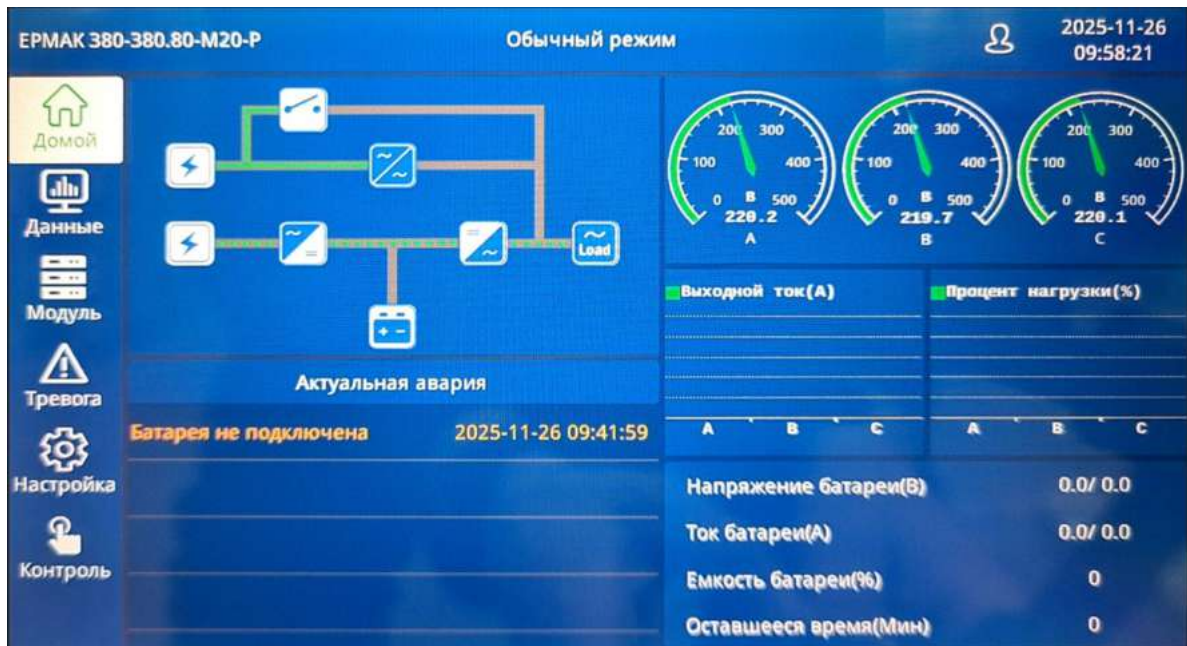 ЕРМАК 380-380.80-М20-Р
Обычный режим
2025-11-26
09:58:21
Домой
Данные
Модуль
Тревога
Настройка
Контроль
Load
Актуальная авария
Батарея не подключена 2025-11-26 09:41:59
0 100 200 300 400 500
В
220.2
A
0 100 200 300 400 500
В
219.7
B
0 100 200 300 400 500
В
220.1
C
Выходной ток(А)
A B C
Процент нагрузки(%)
A B C
Напряжение батареи(В) 0.0/ 0.0
Ток батареи(А) 0.0/ 0.0
Емкость батареи(%) 0
Оставшееся время(Мин) 0